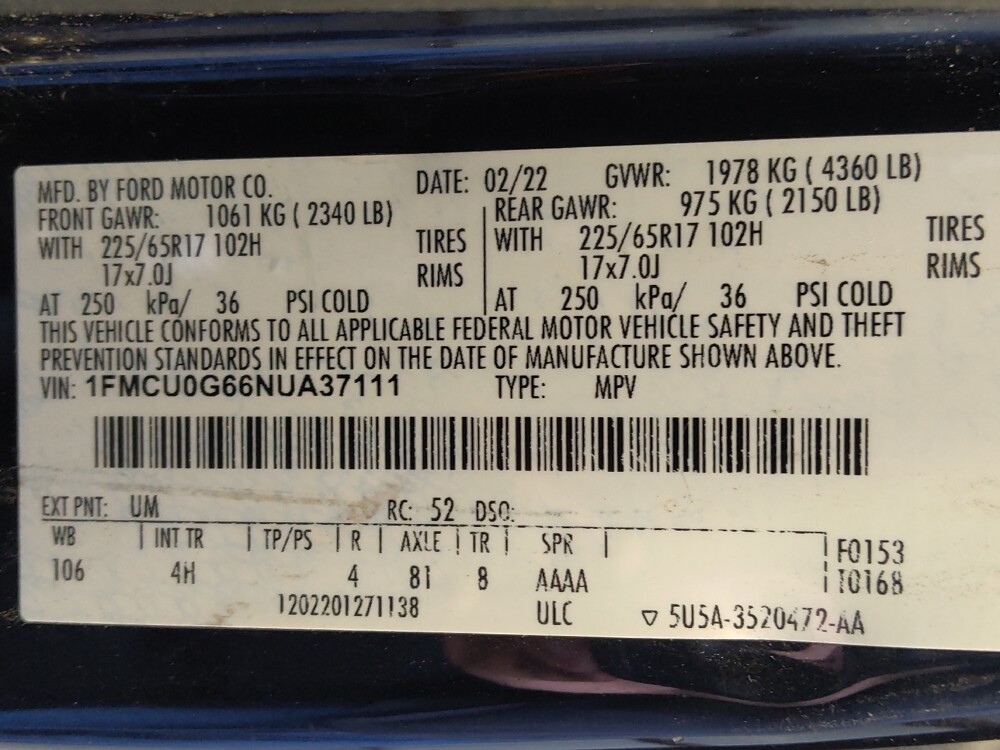 MFD. BY FORD MOTOR CO. DATE: 02/22 GVWR: 1978 KG ( 4360 LB)
FRONT GAWR: 1061 KG ( 2340 LB) REAR GAWR: 975 KG ( 2150 LB)
WITH 225/65R17 102H TIRES WITH 225/65R17 102H TIRES
17x7.0J RIMS 17x7.0J RIMS
AT 250 kPa/ 36 PSI COLD AT 250 kPa/ 36 PSI COLD
THIS VEHICLE CONFORMS TO ALL APPLICABLE FEDERAL MOTOR VEHICLE SAFETY AND THEFT
PREVENTION STANDARDS IN EFFECT ON THE DATE OF MANUFACTURE SHOWN ABOVE.
VIN: 1FMCU0G66NUA37111 TYPE: MPV
EXT PNT: UM RC: 52 DSO:
WB INT TR TP/PS R AXLE TR SPR F0153
106 4H 4 81 8 AAAA T0168
1202201271138 ULC ▽ 5U5A-3520472-AA